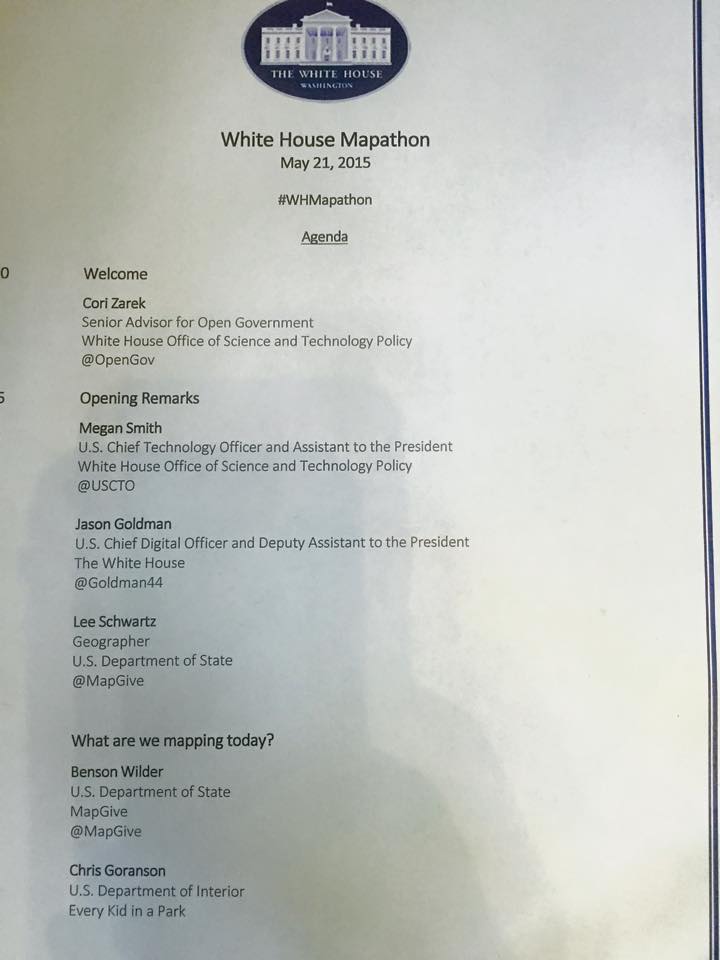 THE WHITE HOUSE
WASHINGTON
White House Mapathon
May 21, 2015
#WHMapathon
Agenda
0 Welcome
Cori Zarek
Senior Advisor for Open Government
White House Office of Science and Technology Policy
@OpenGov
5 Opening Remarks
Megan Smith
U.S. Chief Technology Officer and Assistant to the President
White House Office of Science and Technology Policy
@USCTO
Jason Goldman
U.S. Chief Digital Officer and Deputy Assistant to the President
The White House
@Goldman44
Lee Schwartz
Geographer
U.S. Department of State
@MapGive
What are we mapping today?
Benson Wilder
U.S. Department of State
MapGive
@MapGive
Chris Goranson
U.S. Department of Interior
Every Kid in a Park